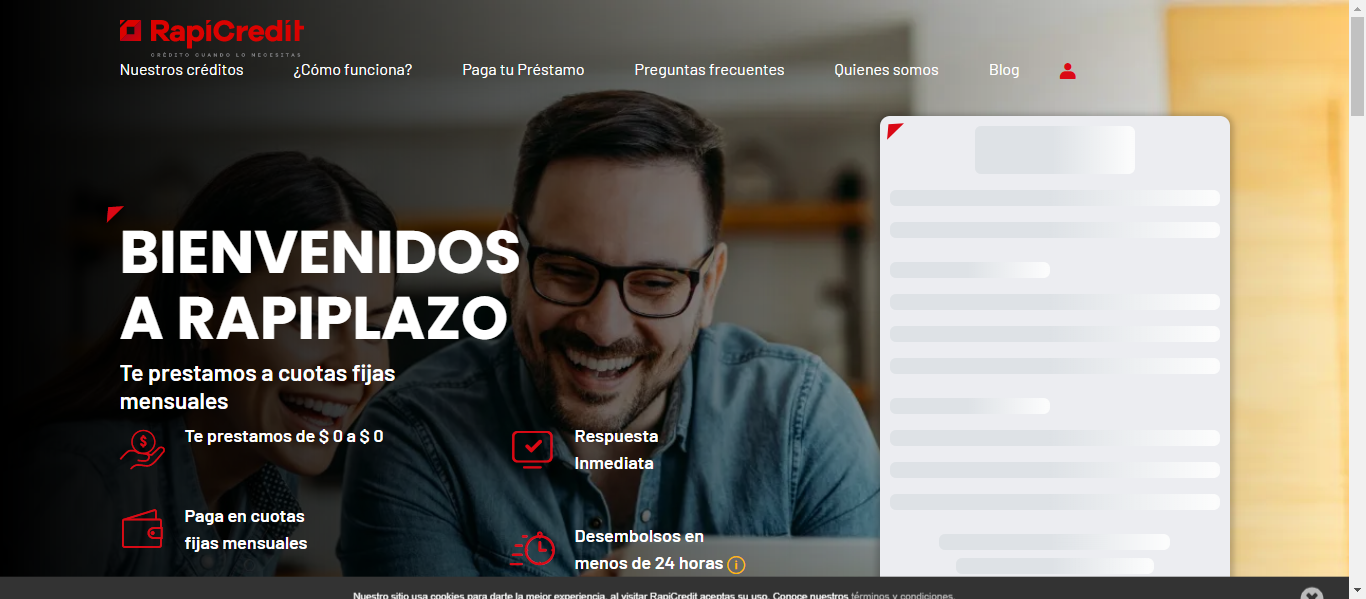 RapiCredit
CRÉDITO CUANDO LO NECESITAS
Nuestros créditos
¿Cómo funciona?
Paga tu Préstamo
Preguntas frecuentes
Quienes somos
Blog
BIENVENIDOS
A RAPIPLAZO
Te prestamos a cuotas fijas
mensuales
Te prestamos de $ 0 a $ 0
Respuesta
Inmediata
Paga en cuotas
fijas mensuales
Desembolsos en
menos de 24 horas
Nuestro sitio usa cookies para darte la mejor experiencia, al visitar RapiCredit aceptas su uso. Conoce nuestros términos y condiciones.